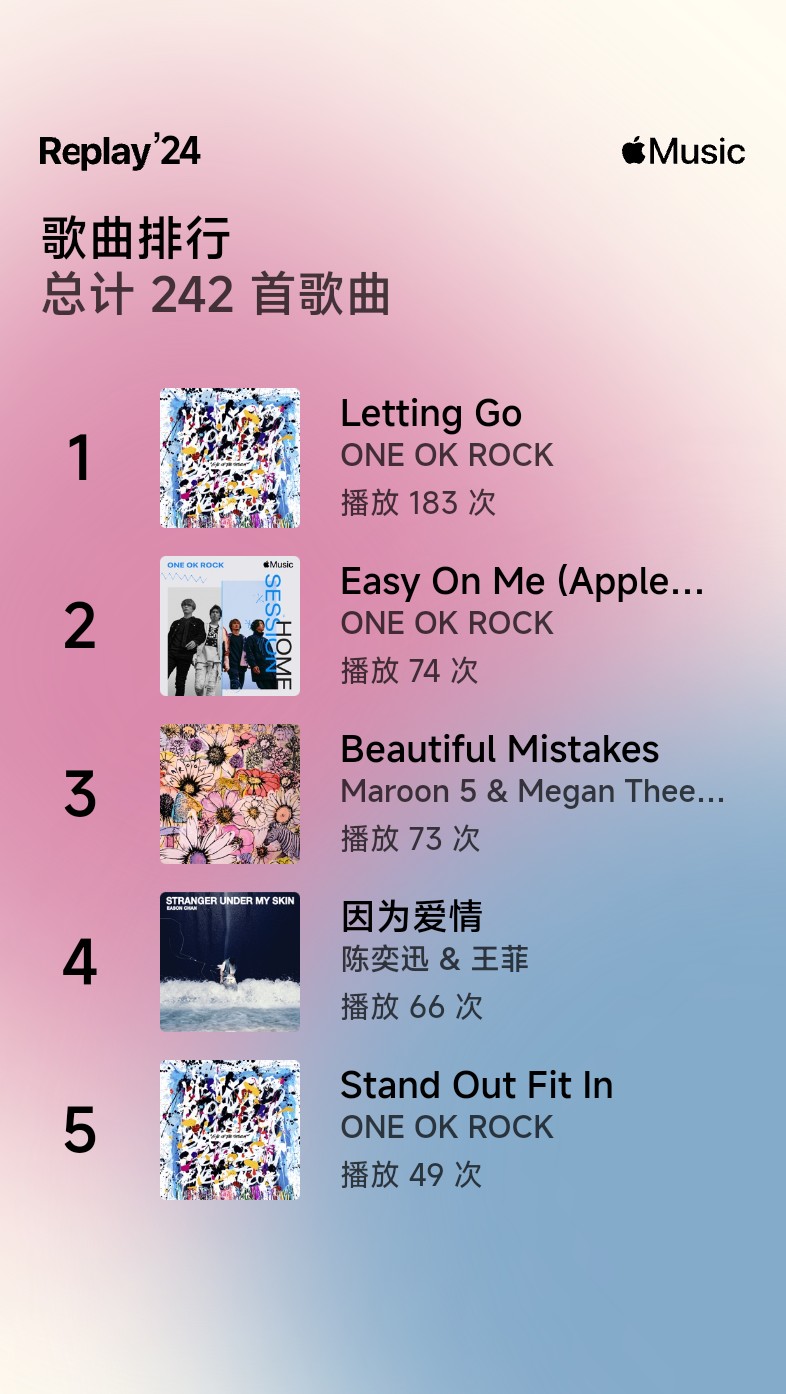 Replay’24
Music
歌曲排行
总计 242 首歌曲
1
Letting Go
ONE OK ROCK
播放 183 次
2
ONE OK ROCK
Music
HOME
SESSION
Easy On Me (Apple…
ONE OK ROCK
播放 74 次
3
Beautiful Mistakes
Maroon 5 & Megan Thee…
播放 73 次
4
STRANGER UNDER MY SKIN
EASON CHAN
因为爱情
陈奕迅 & 王菲
播放 66 次
5
Stand Out Fit In
ONE OK ROCK
播放 49 次